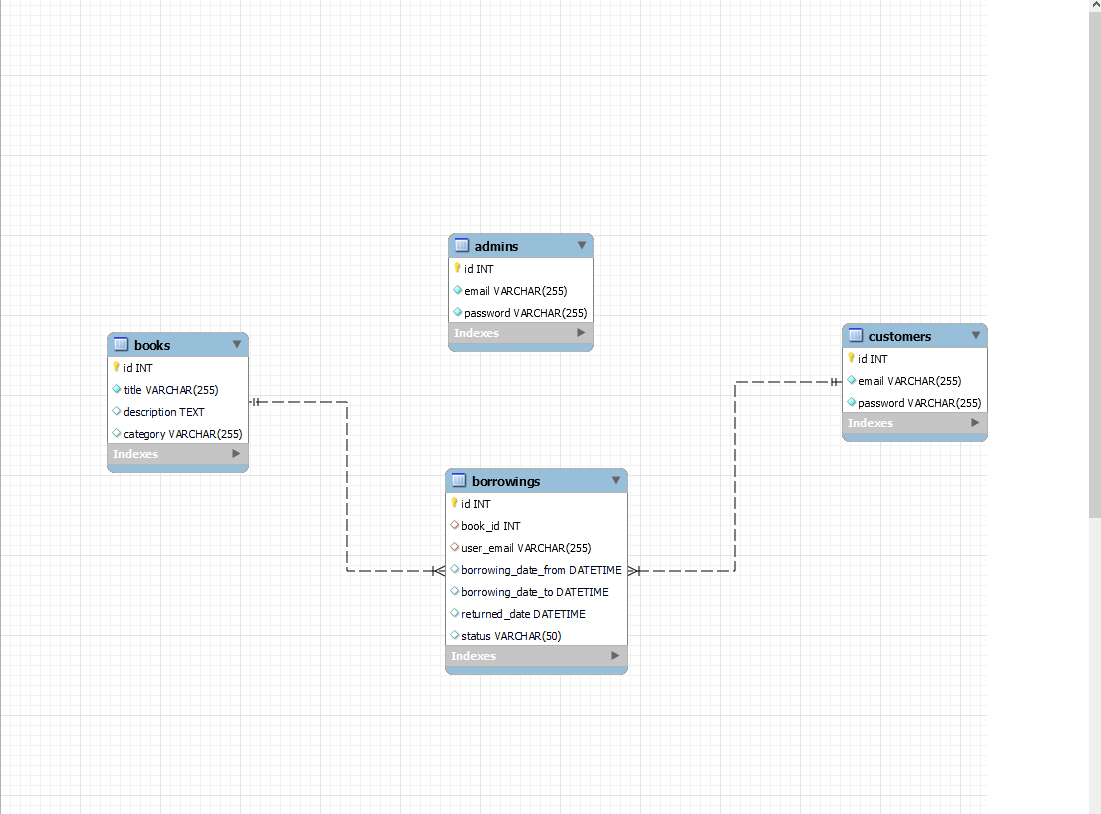 admins
id INT
email VARCHAR(255)
password VARCHAR(255)
Indexes
books
id INT
title VARCHAR(255)
description TEXT
category VARCHAR(255)
Indexes
customers
id INT
email VARCHAR(255)
password VARCHAR(255)
Indexes
borrowings
id INT
book_id INT
user_email VARCHAR(255)
borrowing_date_from DATETIME
borrowing_date_to DATETIME
returned_date DATETIME
status VARCHAR(50)
Indexes